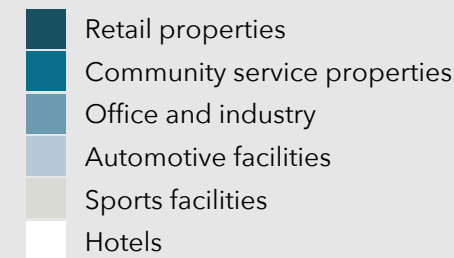 Retail properties
Community service properties
Office and industry
Automotive facilities
Sports facilities
Hotels